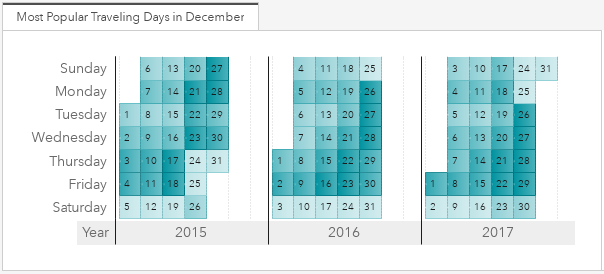 Most Popular Traveling Days in December
Sunday 6 13 20 27 4 11 18 25 3 10 17 24 31
Monday 7 14 21 28 5 12 19 26 4 11 18 25
Tuesday 1 8 15 22 29 6 13 20 27 5 12 19 26
Wednesday 2 9 16 23 30 7 14 21 28 6 13 20 27
Thursday 3 10 17 24 31 1 8 15 22 29 7 14 21 28
Friday 4 11 18 25 2 9 16 23 30 1 8 15 22 29
Saturday 5 12 19 26 3 10 17 24 31 2 9 16 23 30
Year 2015 2016 2017